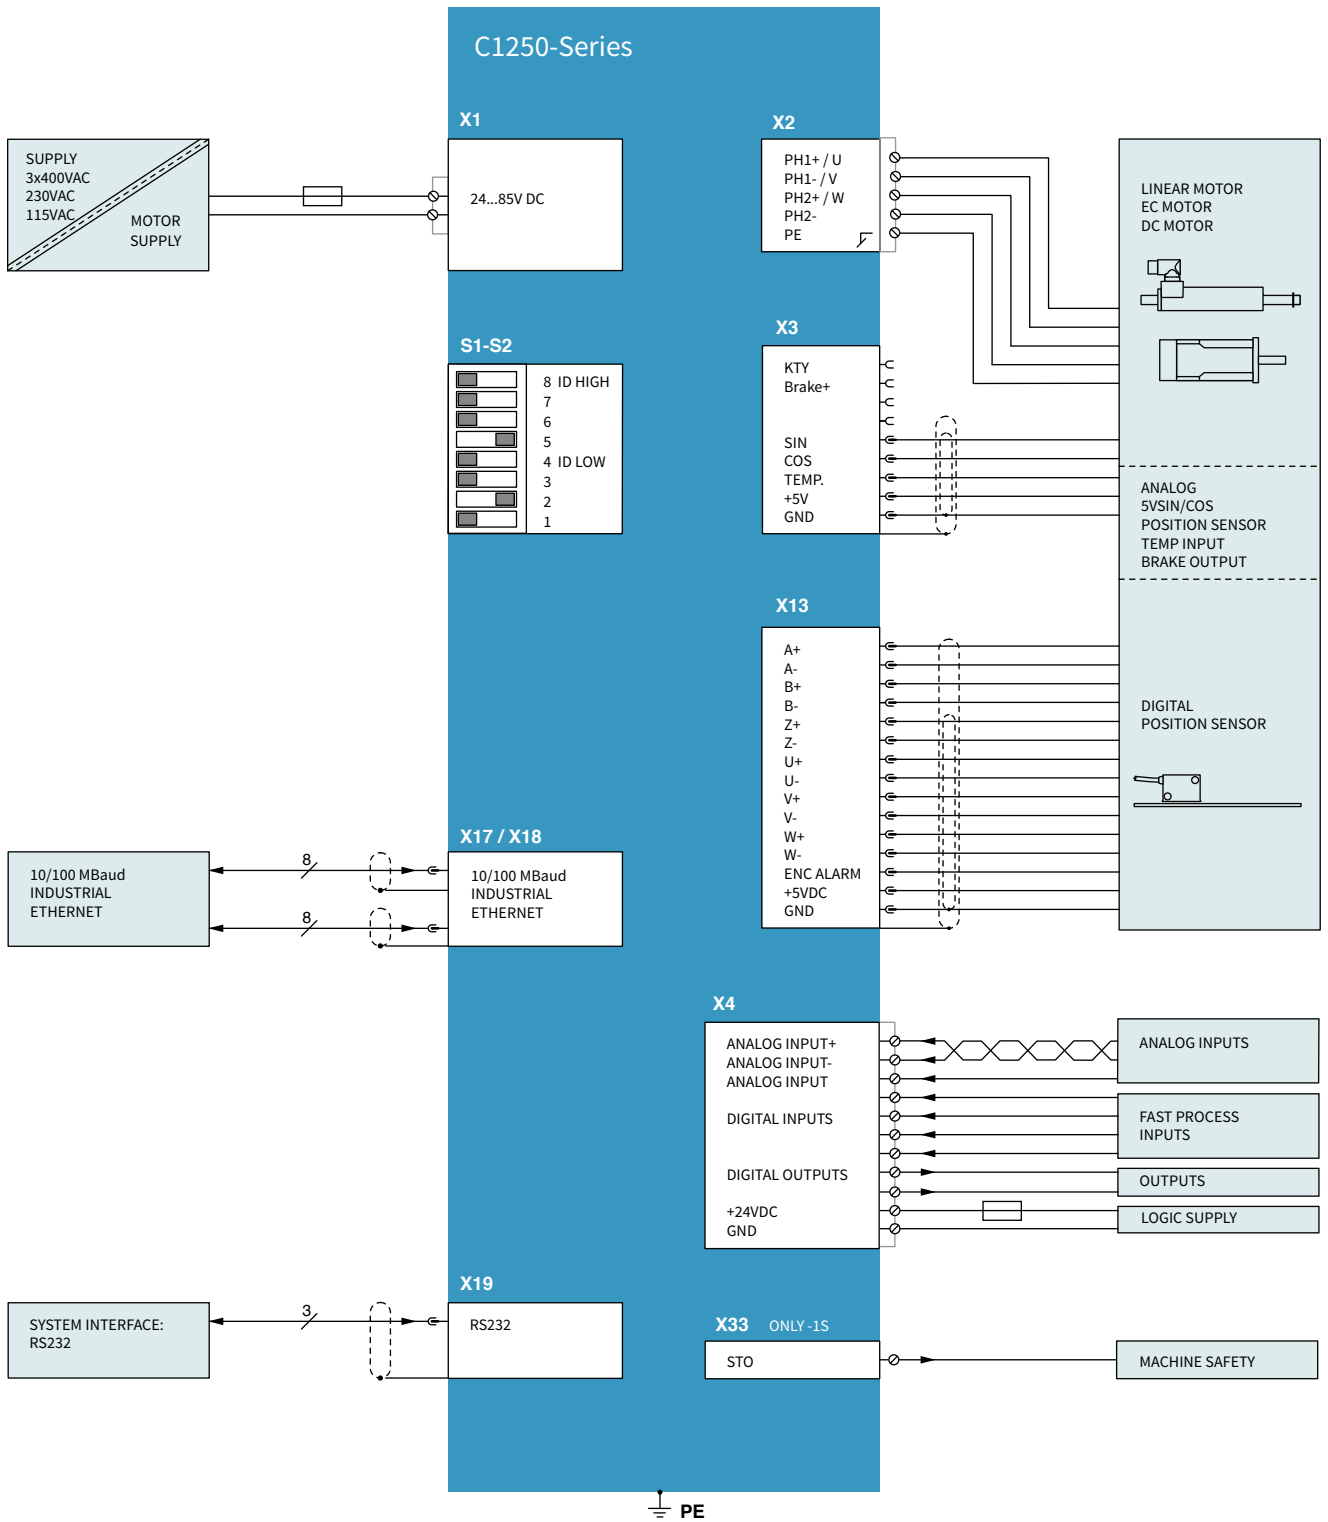 C1250-Series
X1
SUPPLY
3x400VAC
230VAC
115VAC
MOTOR
SUPPLY
24...85V DC
X2
PH1+ / U
PH1- / V
PH2+ / W
PH2-
PE
LINEAR MOTOR
EC MOTOR
DC MOTOR
S1-S2
8 ID HIGH
7
6
5
4 ID LOW
3
2
1
X3
KTY
Brake+
SIN
COS
TEMP.
+5V
GND
ANALOG
5VSIN/COS
POSITION SENSOR
TEMP INPUT
BRAKE OUTPUT
X13
A+
A-
B+
B-
Z+
Z-
U+
U-
V+
V-
W+
W-
ENC ALARM
+5VDC
GND
DIGITAL
POSITION SENSOR
X17 / X18
10/100 MBaud
INDUSTRIAL
ETHERNET
8
8
10/100 MBaud
INDUSTRIAL
ETHERNET
X4
ANALOG INPUT+
ANALOG INPUT-
ANALOG INPUT
DIGITAL INPUTS
DIGITAL OUTPUTS
+24VDC
GND
ANALOG INPUTS
FAST PROCESS
INPUTS
OUTPUTS
LOGIC SUPPLY
X19
SYSTEM INTERFACE:
RS232
3
RS232
X33 ONLY -1S
STO
MACHINE SAFETY
PE